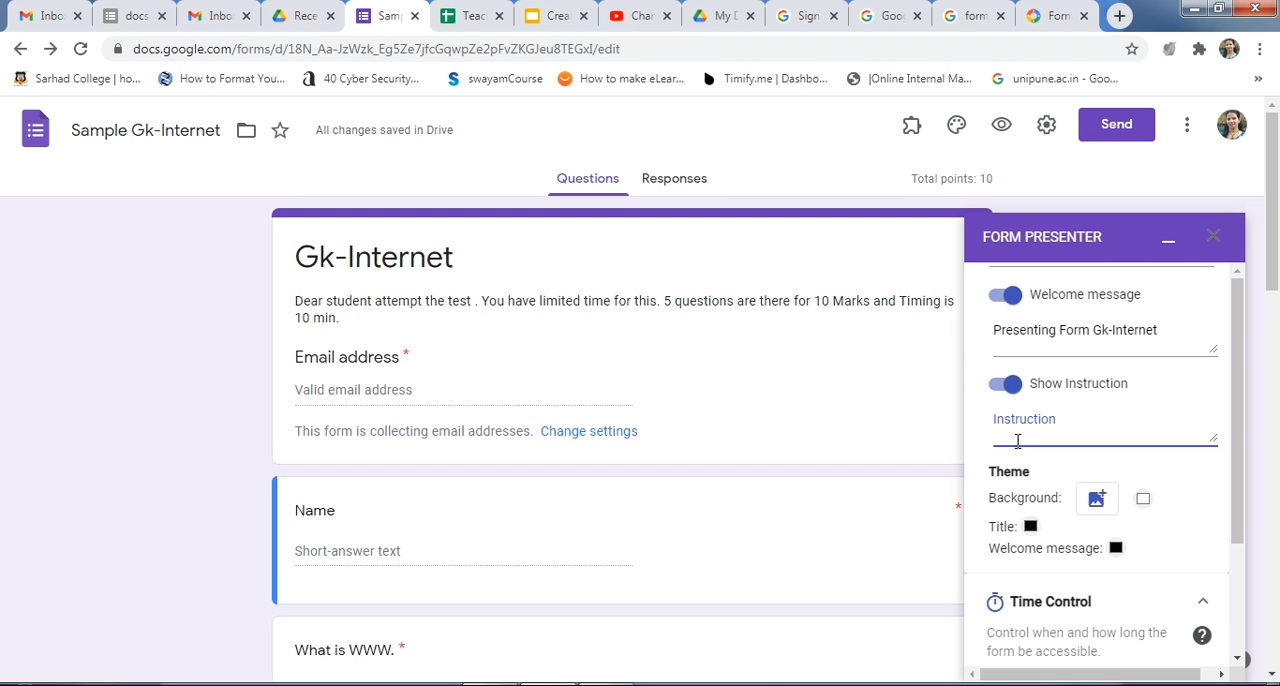 Inbo
docs
Inbo
Rece
Sam
Teac
Creat
Char
My D
Sign
Goo
form
Form
docs.google.com/forms/d/18N_Aa-JzWzk_Eg5Ze7jfcGqwpZe2pFvZKGJeu8TEGxI/edit
Sarhad College | ho...
How to Format You...
40 Cyber Security...
swayamCourse
How to make eLear...
Timify.me | Dashbo...
|Online Internal Ma...
unipune.ac.in - Goo...
»
Sample Gk-Internet
All changes saved in Drive
Send
Questions
Responses
Total points: 10
Gk-Internet
Dear student attempt the test . You have limited time for this. 5 questions are there for 10 Marks and Timing is
10 min.
Email address *
Valid email address
This form is collecting email addresses. Change settings
Name
*
Short-answer text
What is WWW. *
FORM PRESENTER
Welcome message
Presenting Form Gk-Internet
Show Instruction
Instruction
Theme
Background:
Title:
Welcome message:
Time Control
Control when and how long the
form be accessible.